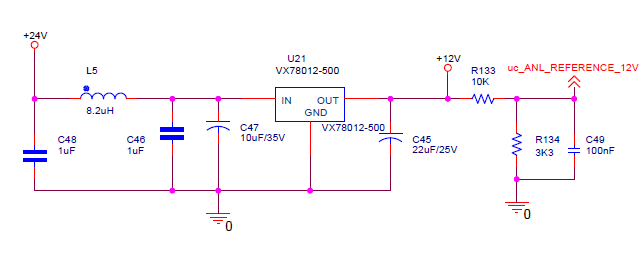 +24V
L5
8.2uH
U21
VX78012-500
IN
OUT
GND
VX78012-500
+12V
R133
10K
uc_ANL_REFERENCE_12V
C48
1uF
C46
1uF
C47
10uF/35V
C45
22uF/25V
R134
3K3
C49
100nF
0
0